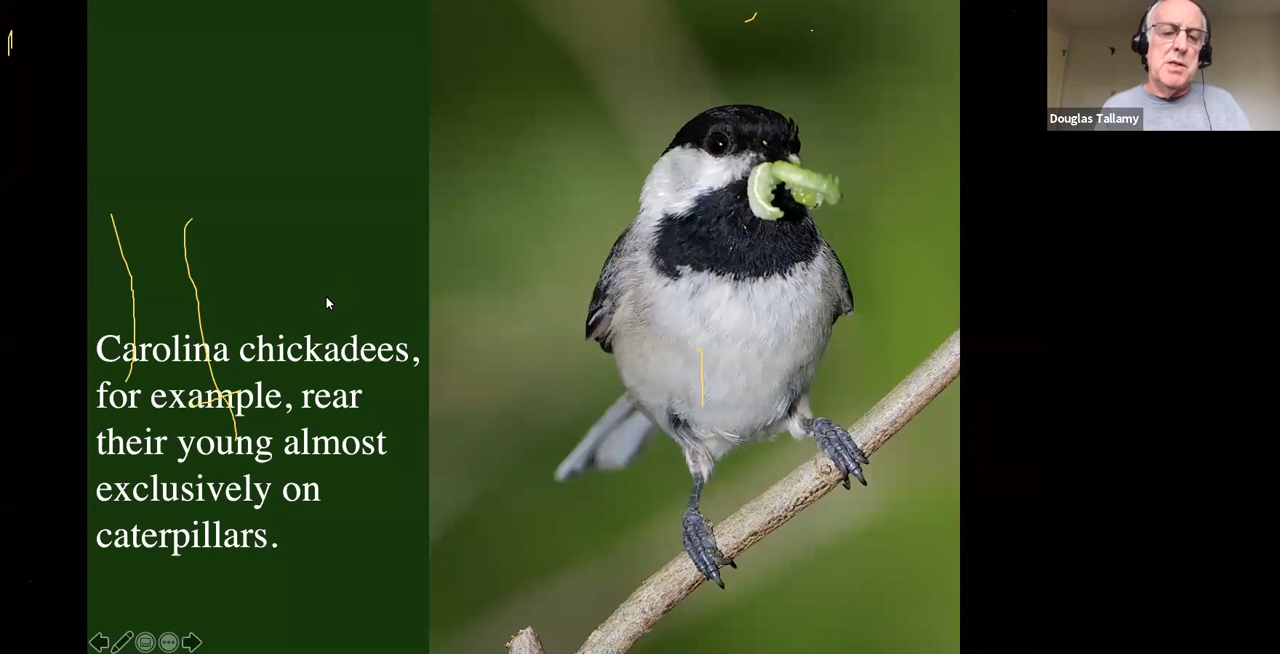 Douglas Tallamy
Carolina chickadees,
for example, rear
their young almost
exclusively on
caterpillars.